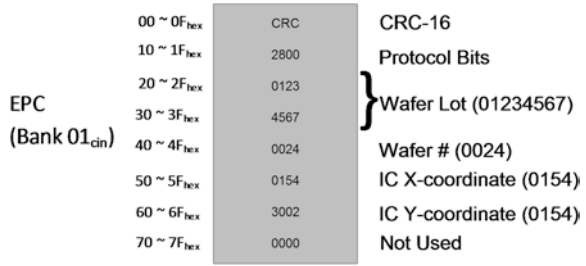 00 ~ 0Fhex CRC CRC-16
10 ~ 1Fhex 2800 Protocol Bits
20 ~ 2Fhex 0123
EPC Wafer Lot (01234567)
30 ~ 3Fhex 4567
(Bank 01cin)
40 ~ 4Fhex 0024 Wafer # (0024)
50 ~ 5Fhex 0154 IC X-coordinate (0154)
60 ~ 6Fhex 3002 IC Y-coordinate (0154)
70 ~ 7Fhex 0000 Not Used